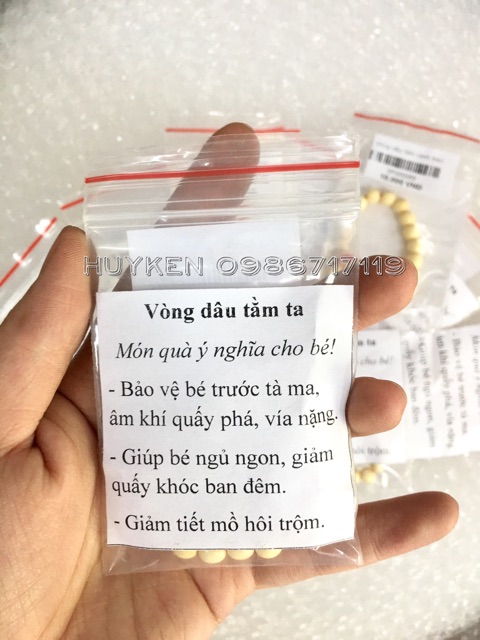 HUYKEN 0986717119
Vòng dâu tằm ta
Món quà ý nghĩa cho bé!
- Bảo vệ bé trước tà ma,
âm khí quấy phá, vía nặng.
- Giúp bé ngủ ngon, giảm
quấy khóc ban đêm.
- Giảm tiết mồ hôi trộm.